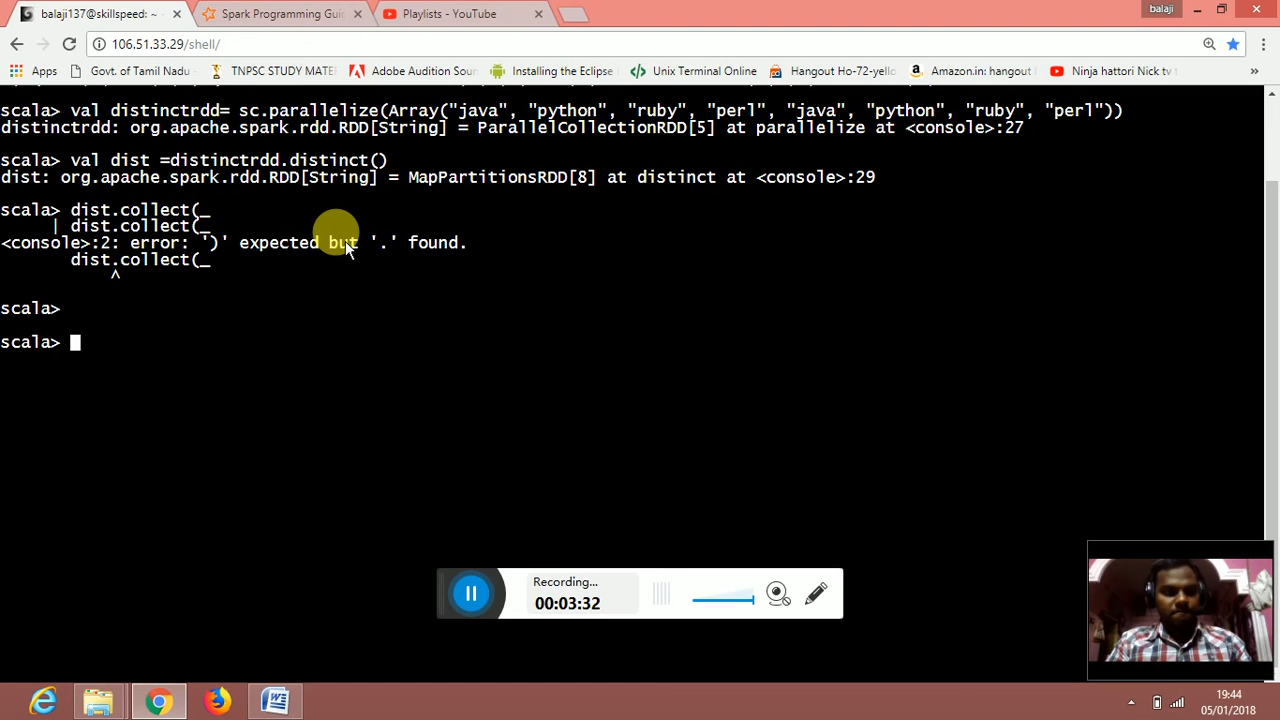 balaji137@skillspeed: ~
Spark Programming Guid
Playlists - YouTube
balaji
106.51.33.29/shell/
Apps
Govt. of Tamil Nadu
TNPSC STUDY MATE
Adobe Audition Soun
Installing the Eclipse
Unix Terminal Online
Hangout Ho-72-yello
Amazon.in: hangout
Ninja hattori Nick tv
»
scala> val distinctrdd= sc.parallelize(Array("java", "python", "ruby", "perl", "java", "python", "ruby", "perl"))
distinctrdd: org.apache.spark.rdd.RDD[String] = ParallelCollectionRDD[5] at parallelize at <console>:27
scala> val dist =distinctrdd.distinct()
dist: org.apache.spark.rdd.RDD[String] = MapPartitionsRDD[8] at distinct at <console>:29
scala> dist.collect(_
| dist.collect(_
<console>:2: error: ')' expected but '.' found.
dist.collect(_
^
scala>
scala>
Recording...
00:03:32
19:44
05/01/2018